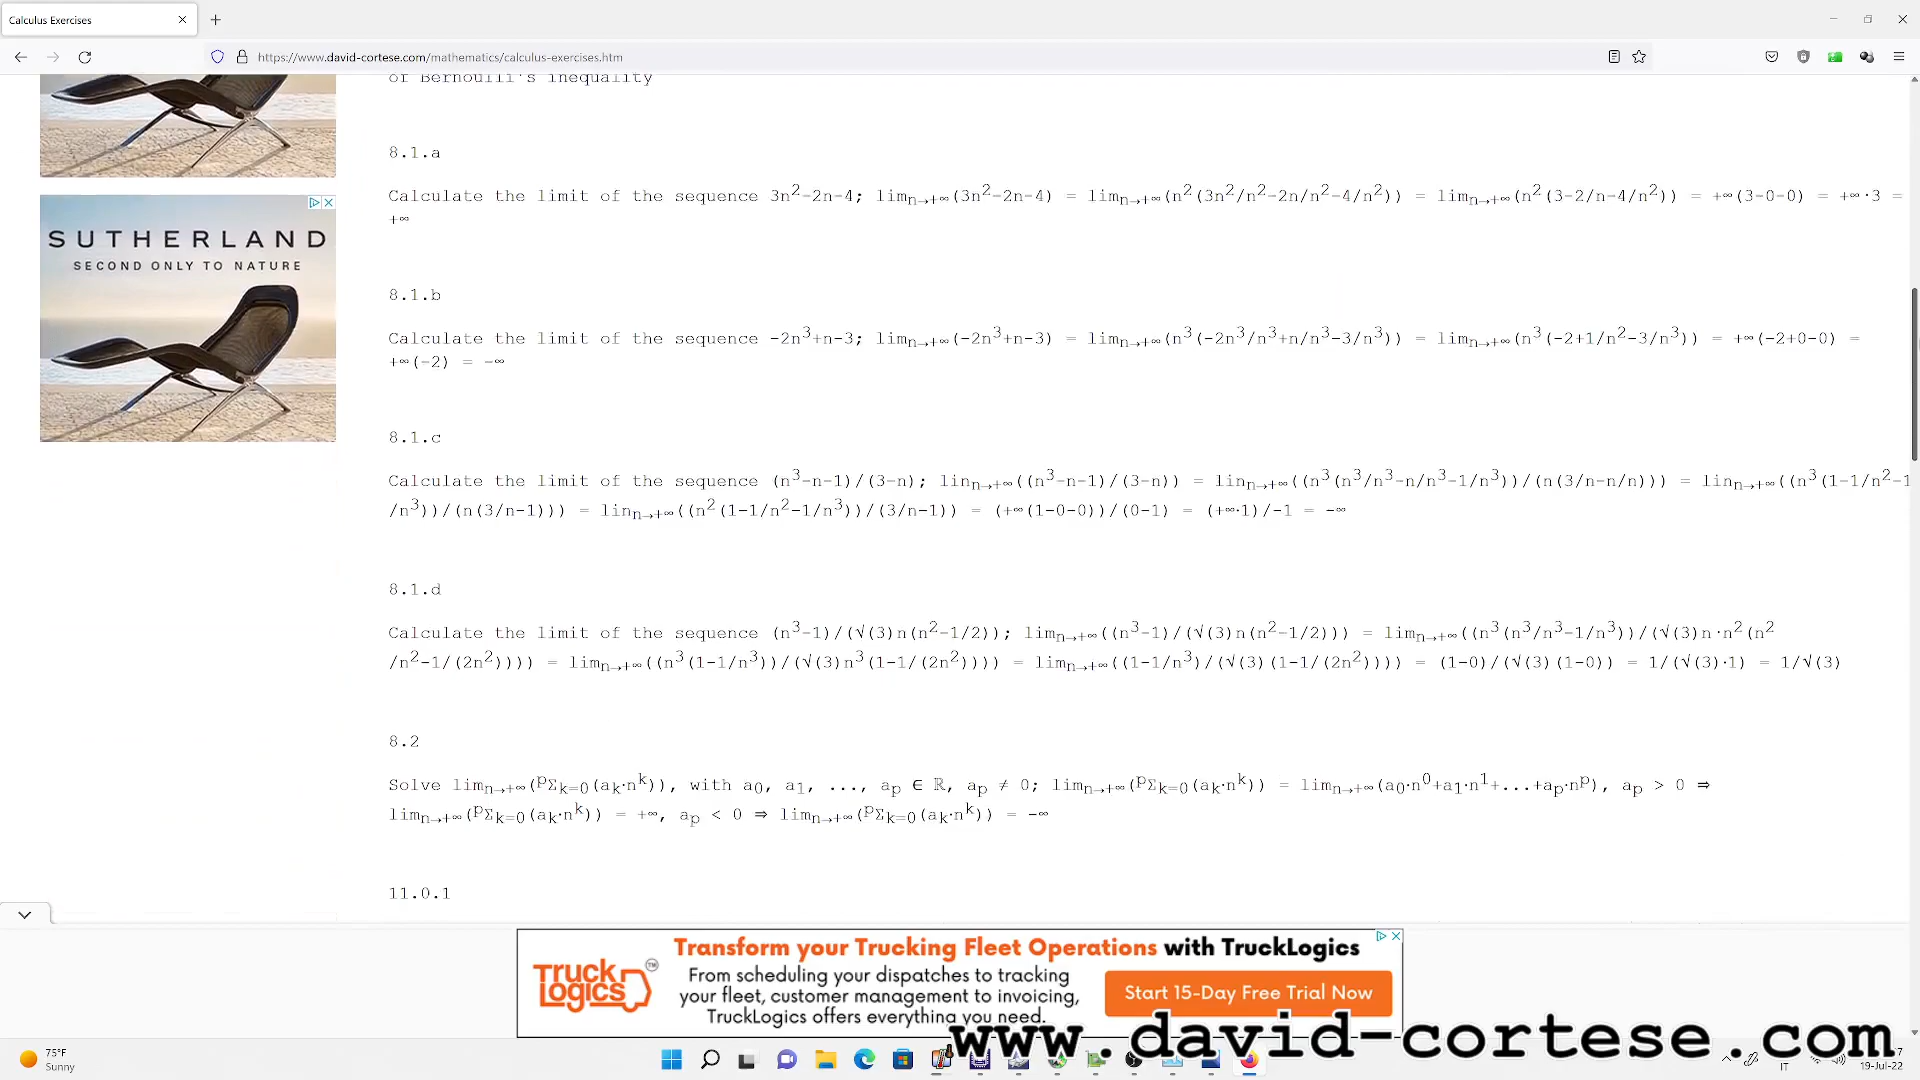 Calculus Exercises
https://www.david-cortese.com/mathematics/calculus-exercises.htm
of Bernoulli's inequality
8.1.a
Calculate the limit of the sequence 3n²-2n-4; limₙ→₊∞(3n²-2n-4) = limₙ→₊∞(n²(3n²/n²-2n/n²-4/n²)) = limₙ→₊∞(n²(3-2/n-4/n²)) = +∞(3-0-0) = +∞·3 =
+∞
SUTHERLAND
SECOND ONLY TO NATURE
8.1.b
Calculate the limit of the sequence -2n³+n-3; limₙ→₊∞(-2n³+n-3) = limₙ→₊∞(n³(-2n³/n³+n/n³-3/n³)) = limₙ→₊∞(n³(-2+1/n²-3/n³)) = +∞(-2+0-0) =
+∞(-2) = -∞
8.1.c
Calculate the limit of the sequence (n³-n-1)/(3-n); linₙ→₊∞((n³-n-1)/(3-n)) = linₙ→₊∞((n³(n³/n³-n/n³-1/n³))/(n(3/n-n/n))) = linₙ→₊∞((n³(1-1/n²-1
/n³))/(n(3/n-1))) = linₙ→₊∞((n²(1-1/n²-1/n³))/(3/n-1)) = (+∞(1-0-0))/(0-1) = (+∞·1)/-1 = -∞
8.1.d
Calculate the limit of the sequence (n³-1)/(√(3)n(n²-1/2)); limₙ→₊∞((n³-1)/(√(3)n(n²-1/2))) = limₙ→₊∞((n³(n³/n³-1/n³))/(√(3)n·n²(n²
/n²-1/(2n²)))) = limₙ→₊∞((n³(1-1/n³))/(√(3)n³(1-1/(2n²)))) = limₙ→₊∞((1-1/n³)/(√(3)(1-1/(2n²)))) = (1-0)/(√(3)(1-0)) = 1/(√(3)·1) = 1/√(3)
8.2
Solve limₙ→₊∞(ᵖΣₖ₌₀(aₖ·nᵏ)), with a₀, a₁, ..., aₚ ∈ ℝ, aₚ ≠ 0; limₙ→₊∞(ᵖΣₖ₌₀(aₖ·nᵏ)) = limₙ→₊∞(a₀·n⁰+a₁·n¹+...+aₚ·nᵖ), aₚ > 0 ⇒
limₙ→₊∞(ᵖΣₖ₌₀(aₖ·nᵏ)) = +∞, aₚ < 0 ⇒ limₙ→₊∞(ᵖΣₖ₌₀(aₖ·nᵏ)) = -∞
11.0.1
TRUCK LOGICS™
Transform your Trucking Fleet Operations with TruckLogics
From scheduling your dispatches to tracking
your fleet, customer management to invoicing,
TruckLogics offers everything you need.
Start 15-Day Free Trial Now
www.david-cortese.com
75°F
Sunny
IT
19-Jul-22